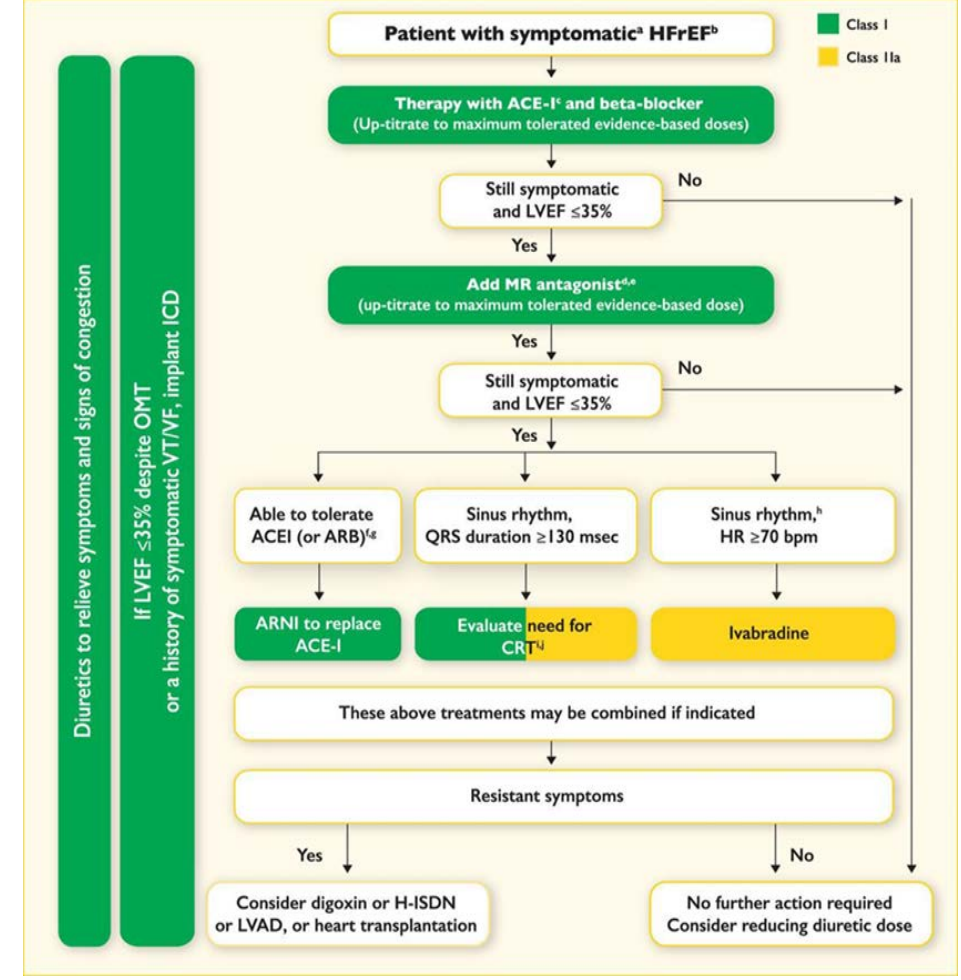 Patient with symptomaticᵃ HFrEFᵇ
Class I
Class IIa
Diuretics to relieve symptoms and signs of congestion
If LVEF ≤35% despite OMT
or a history of symptomatic VT/VF, implant ICD
Therapy with ACE-Iᶜ and beta-blocker
(Up-titrate to maximum tolerated evidence-based doses)
Still symptomatic
and LVEF ≤35%
No
Yes
Add MR antagonistᵈ,ᵉ
(up-titrate to maximum tolerated evidence-based dose)
Yes
Still symptomatic
and LVEF ≤35%
No
Yes
Able to tolerate
ACEI (or ARB)ᶠ,ᵍ
Sinus rhythm,
QRS duration ≥130 msec
Sinus rhythm,ʰ
HR ≥70 bpm
ARNI to replace
ACE-I
Evaluate need for
CRTⁱ,ʲ
Ivabradine
These above treatments may be combined if indicated
Resistant symptoms
Yes
No
Consider digoxin or H-ISDN
or LVAD, or heart transplantation
No further action required
Consider reducing diuretic dose